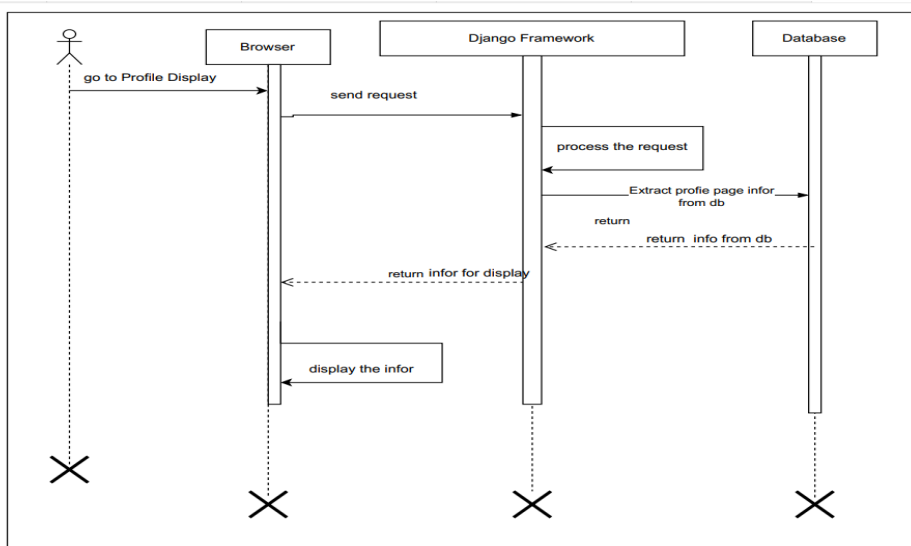 Browser
Django Framework
Database
go to Profile Display
send request
process the request
Extract profie page infor
from db
return
return info from db
return infor for display
display the infor